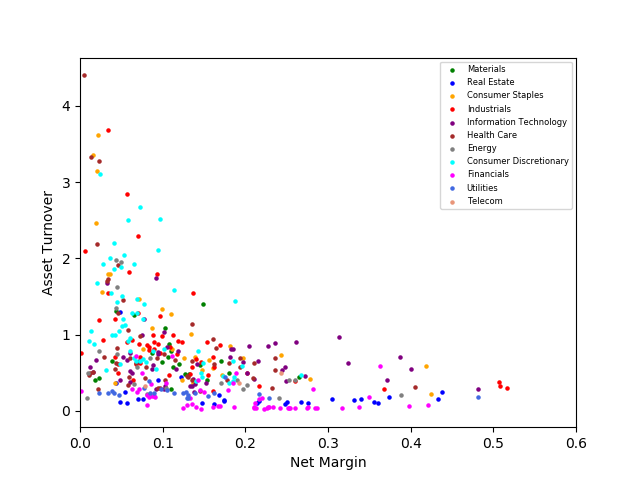 Asset Turnover
4
3
2
1
0
0.0 0.1 0.2 0.3 0.4 0.5 0.6
Net Margin
Materials
Real Estate
Consumer Staples
Industrials
Information Technology
Health Care
Energy
Consumer Discretionary
Financials
Utilities
Telecom